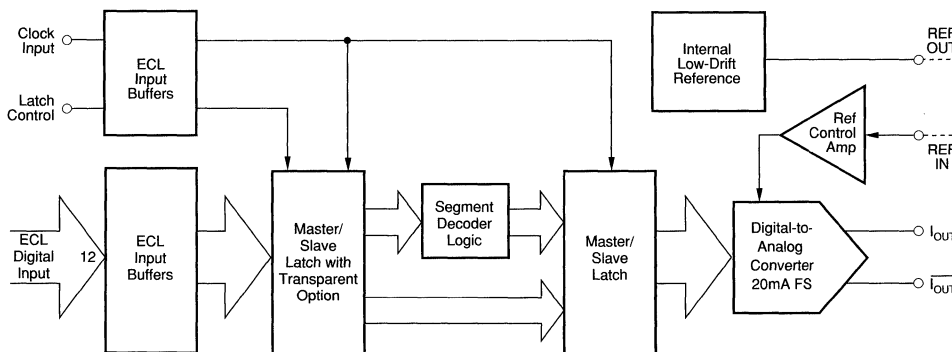 Clock
Input
Latch
Control
ECL
Input
Buffers
Internal
Low-Drift
Reference
REF
OUT
Ref
Control
Amp
REF
IN
ECL
Digital
Input
12
ECL
Input
Buffers
Master/
Slave
Latch with
Transparent
Option
Segment
Decoder
Logic
Master/
Slave
Latch
Digital-to-
Analog
Converter
20mA FS
IOUT
IOUT